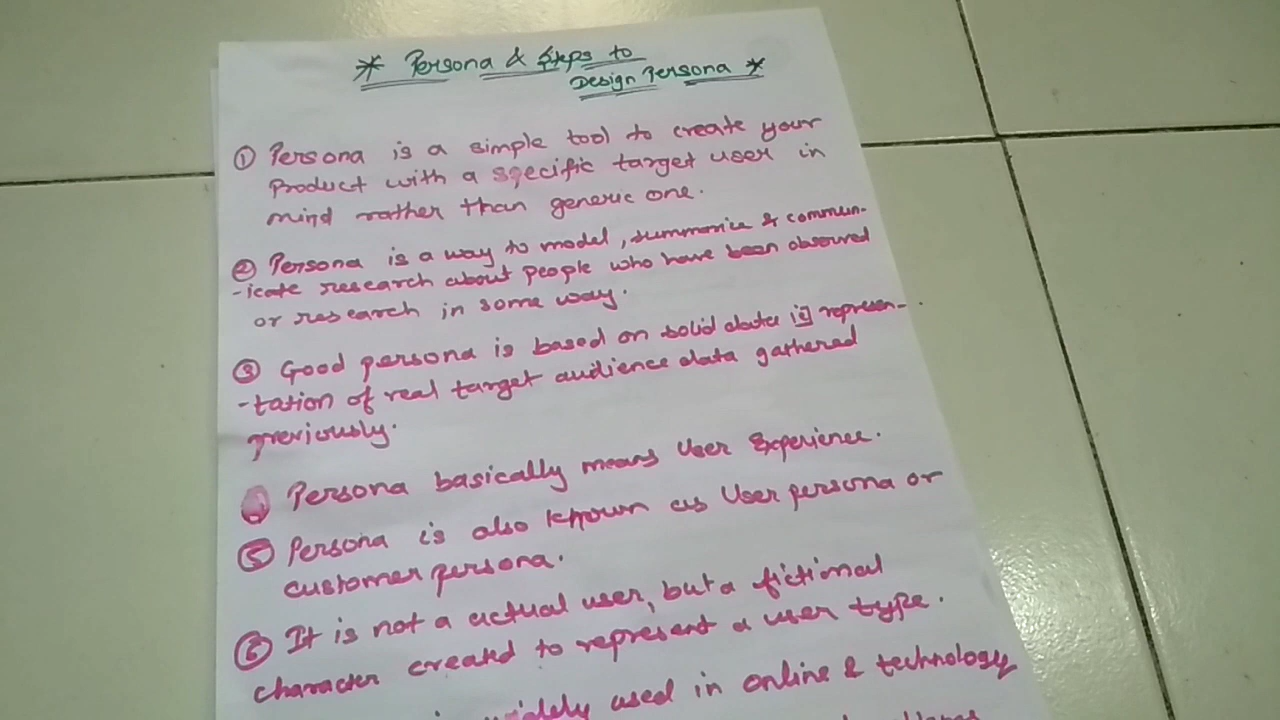 * Persona & Steps to
Design Persona *
① Persona is a simple tool to create your
Product with a specific target user in
mind rather than generic one.
② Persona is a way to model, summarize & commun-
-icate research about people who have been observed
or research in some way.
③ Good persona is based on solid data ie] represen-
-tation of real target audience data gathered
previously.
Persona basically means User Experience.
⑤ Persona is also known as User persona or
customer persona.
⑥ It is not a actual user, but a fictional
character created to represent a user type.
widely used in online & technology